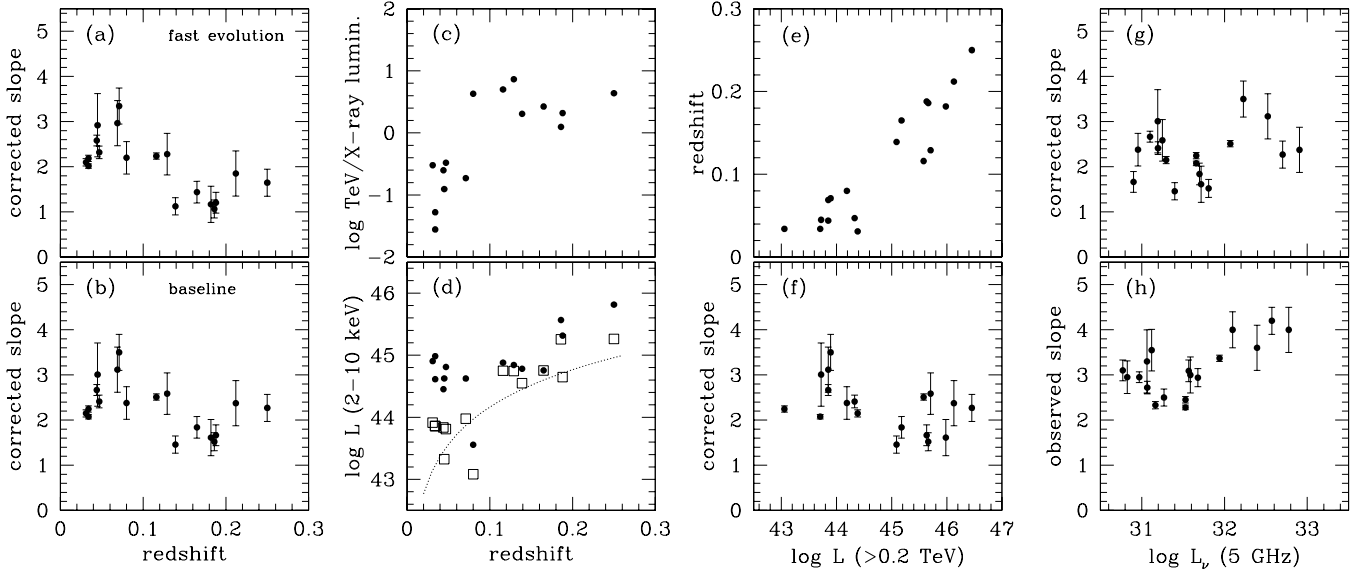 (a) fast evolution
corrected slope
5
4
3
2
1
0
(b) baseline
corrected slope
5
4
3
2
1
0
0 0.1 0.2 0.3
redshift
(c)
log TeV/X-ray lumin.
2
1
0
-1
-2
(d)
log L (2-10 keV)
46
45
44
43
0 0.1 0.2 0.3
redshift
(e)
redshift
0.3
0.2
0.1
0
(f)
corrected slope
5
4
3
2
1
0
43 44 45 46 47
log L (>0.2 TeV)
(g)
corrected slope
5
4
3
2
1
0
(h)
observed slope
5
4
3
2
1
0
31 32 33
log Lν (5 GHz)